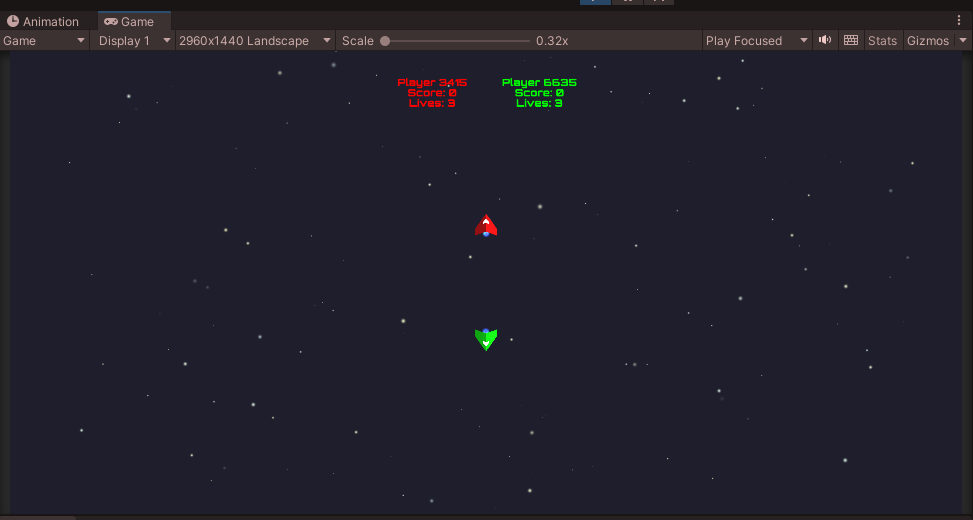 Animation Game
Game Display 1 2960x1440 Landscape Scale 0.32x Play Focused Stats Gizmos
Player 3415 Player 6635
Score: 0 Score: 0
Lives: 3 Lives: 3